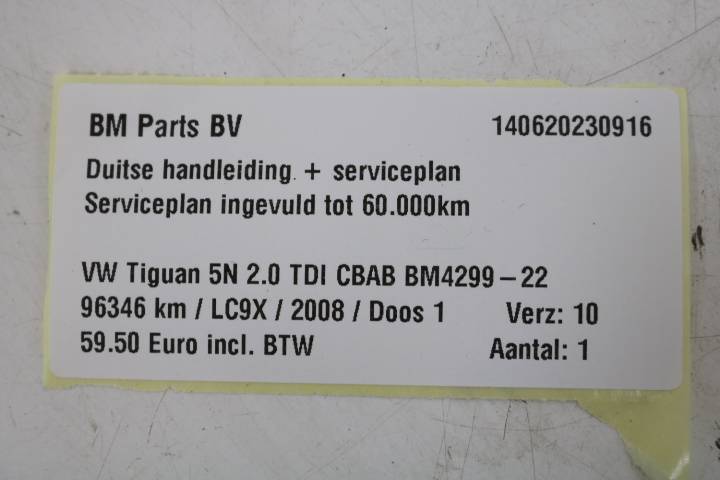 BM Parts BV 140620230916
Duitse handleiding + serviceplan
Serviceplan ingevuld tot 60.000km
VW Tiguan 5N 2.0 TDI CBAB BM4299-22
96346 km / LC9X / 2008 / Doos 1 Verz: 10
59.50 Euro incl. BTW Aantal: 1